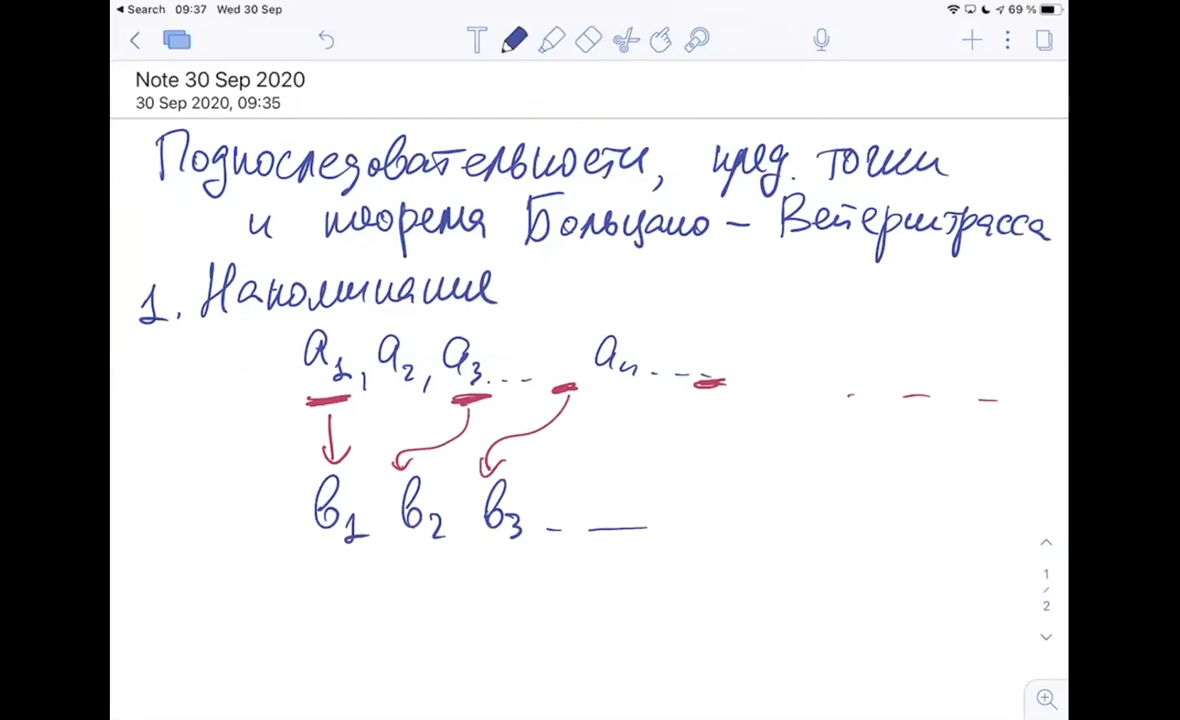 Search 09:37 Wed 30 Sep 69 %
T
Note 30 Sep 2020
30 Sep 2020, 09:35
Подпоследовательности, пред. точки
и теорема Больцано – Вейерштрасса
1. Напоминание
a1, a2, a3... an...
b1 b2 b3
1
/
2